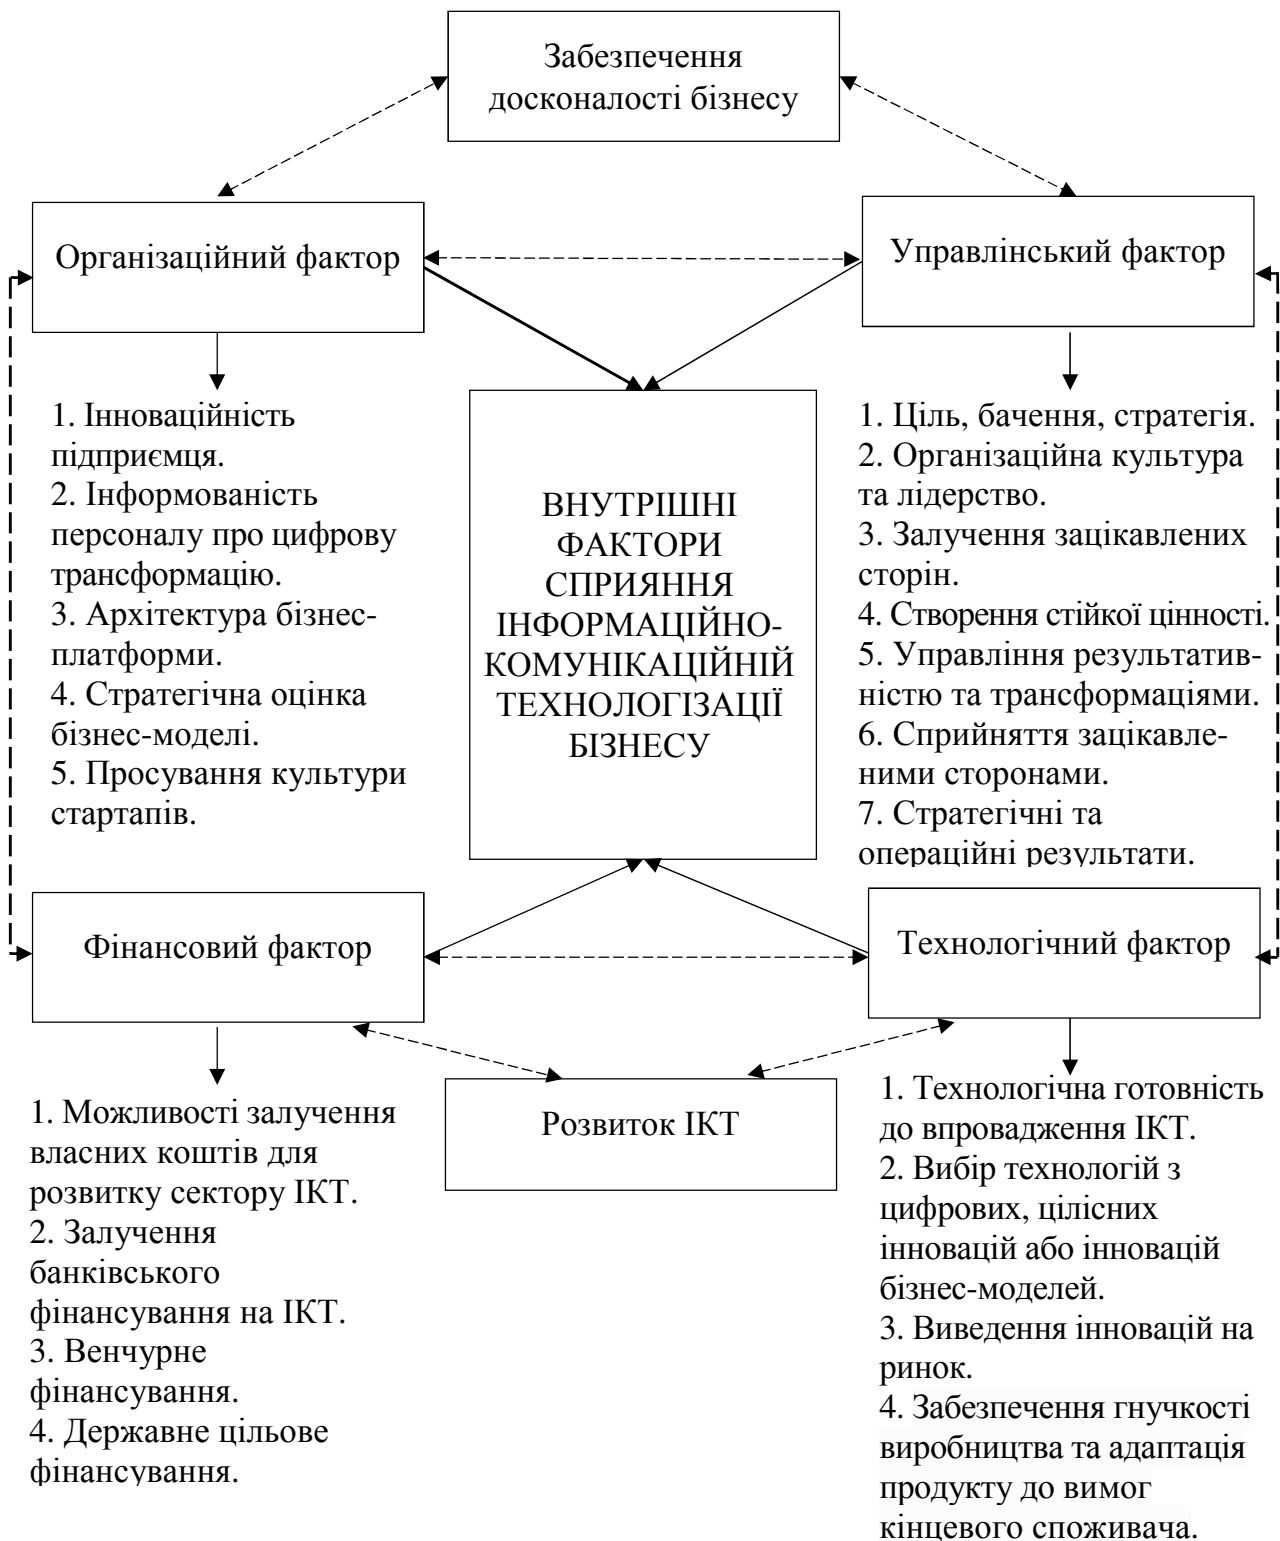 Забезпечення
досконалості бізнесу
Організаційний фактор
Управлінський фактор
1. Інноваційність
підприємця.
2. Інформованість
персоналу про цифрову
трансформацію.
3. Архітектура бізнес-
платформи.
4. Стратегічна оцінка
бізнес-моделі.
5. Просування культури
стартапів.
ВНУТРІШНІ
ФАКТОРИ
СПРИЯННЯ
ІНФОРМАЦІЙНО-
КОМУНІКАЦІЙНІЙ
ТЕХНОЛОГІЗАЦІЇ
БІЗНЕСУ
1. Ціль, бачення, стратегія.
2. Організаційна культура
та лідерство.
3. Залучення зацікавлених
сторін.
4. Створення стійкої цінності.
5. Управління результатив-
ністю та трансформаціями.
6. Сприйняття зацікавле-
ними сторонами.
7. Стратегічні та
операційні результати.
Фінансовий фактор
Технологічний фактор
Розвиток ІКТ
1. Можливості залучення
власних коштів для
розвитку сектору ІКТ.
2. Залучення
банківського
фінансування на ІКТ.
3. Венчурне
фінансування.
4. Державне цільове
фінансування.
1. Технологічна готовність
до впровадження ІКТ.
2. Вибір технологій з
цифрових, цілісних
інновацій або інновацій
бізнес-моделей.
3. Виведення інновацій на
ринок.
4. Забезпечення гнучкості
виробництва та адаптація
продукту до вимог
кінцевого споживача.